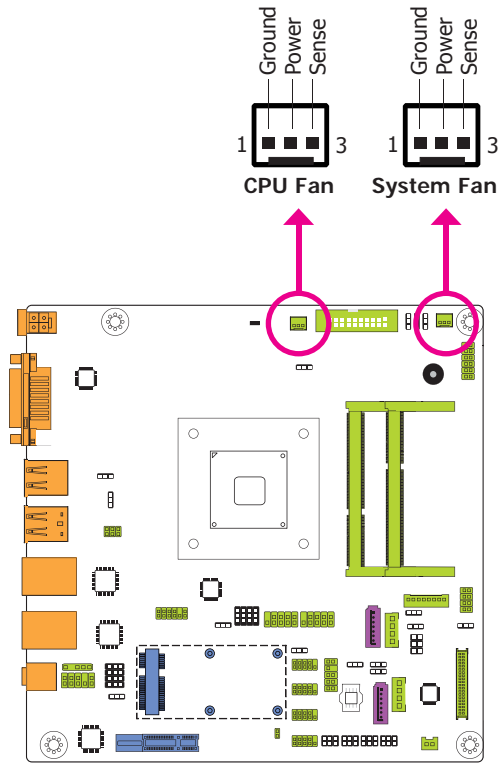 Ground
Power
Sense
Ground
Power
Sense
1 3
1 3
CPU Fan
System Fan